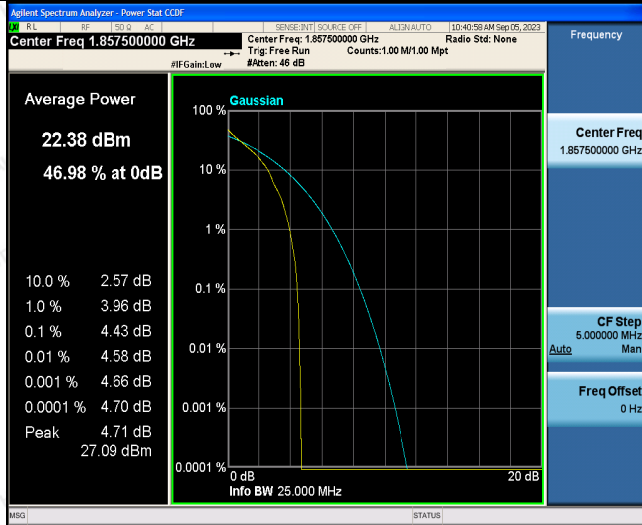 Agilent Spectrum Analyzer - Power Stat CCDF
LXI RL RF 50 Ω AC SENSE:INT SOURCE OFF ALIGN AUTO 10:40:58 AM Sep 05, 2023
Center Freq 1.857500000 GHz
Center Freq: 1.857500000 GHz Radio Std: None
Trig: Free Run Counts:1.00 M/1.00 Mpt
#IFGain:Low #Atten: 46 dB
Frequency
Average Power
22.38 dBm
46.98 % at 0dB
10.0 % 2.57 dB
1.0 % 3.96 dB
0.1 % 4.43 dB
0.01 % 4.58 dB
0.001 % 4.66 dB
0.0001 % 4.70 dB
Peak 4.71 dB
27.09 dBm
Gaussian
100 %
10 %
1 %
0.1 %
0.01 %
0.001 %
0.0001 %
0 dB 20 dB
Info BW 25.000 MHz
Center Freq
1.857500000 GHz
CF Step
5.000000 MHz
Auto Man
Freq Offset
0 Hz
MSG STATUS